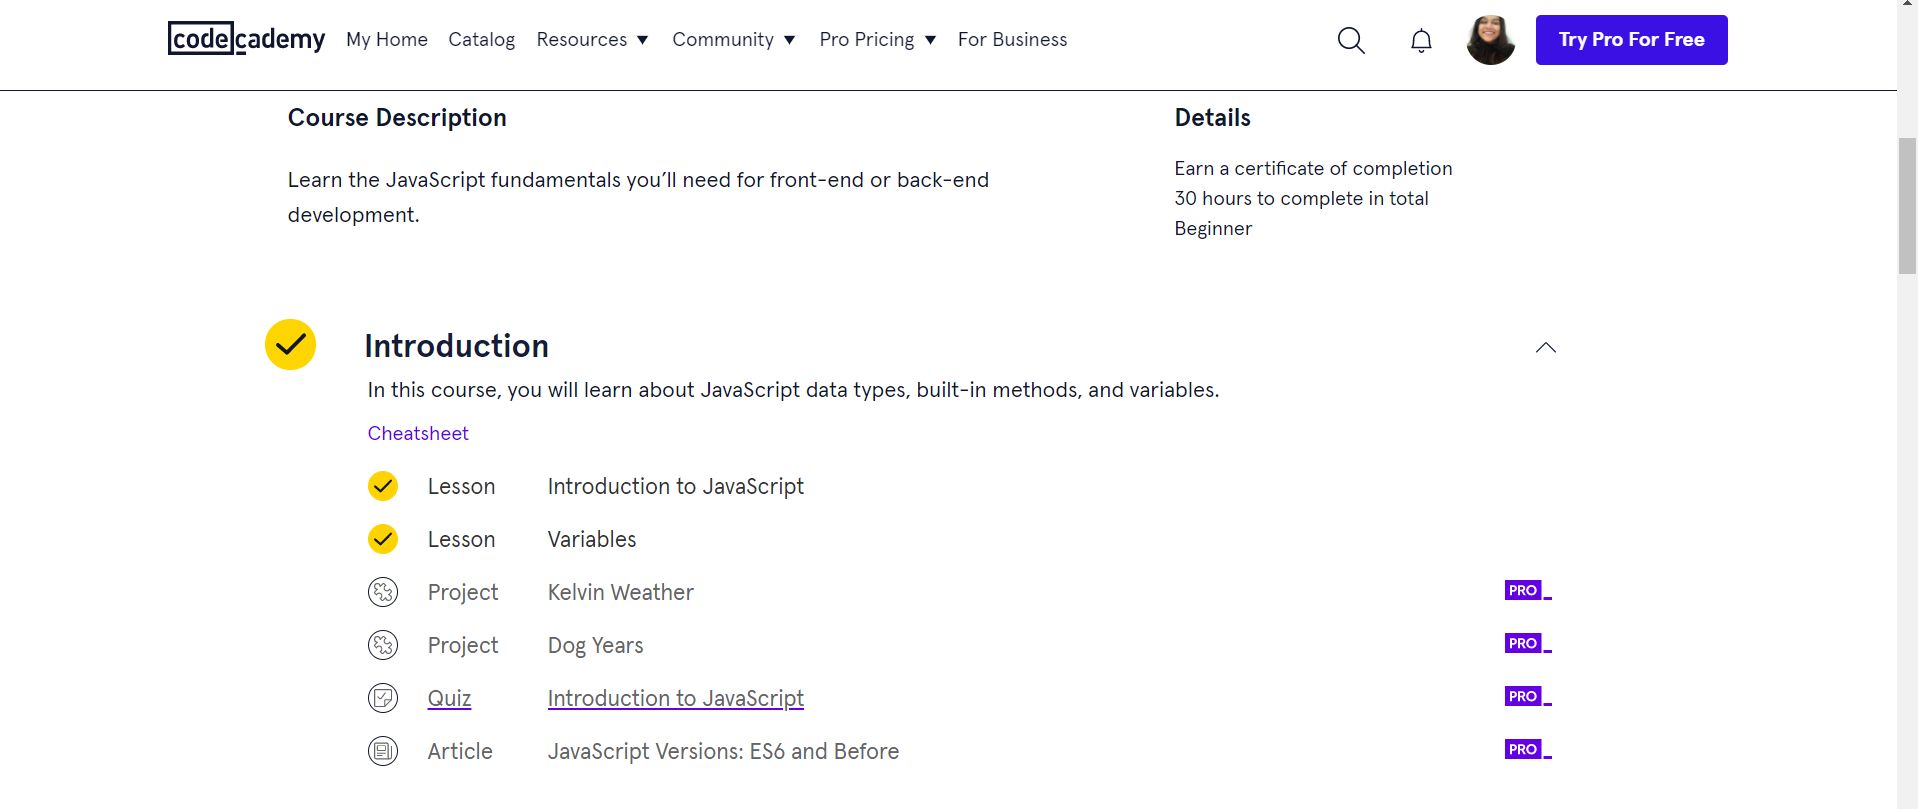 codecademy My Home Catalog Resources Community Pro Pricing For Business Try Pro For Free
Course Description
Learn the JavaScript fundamentals you’ll need for front-end or back-end
development.
Details
Earn a certificate of completion
30 hours to complete in total
Beginner
Introduction
In this course, you will learn about JavaScript data types, built-in methods, and variables.
Cheatsheet
Lesson Introduction to JavaScript
Lesson Variables
Project Kelvin Weather PRO_
Project Dog Years PRO_
Quiz Introduction to JavaScript PRO_
Article JavaScript Versions: ES6 and Before PRO_